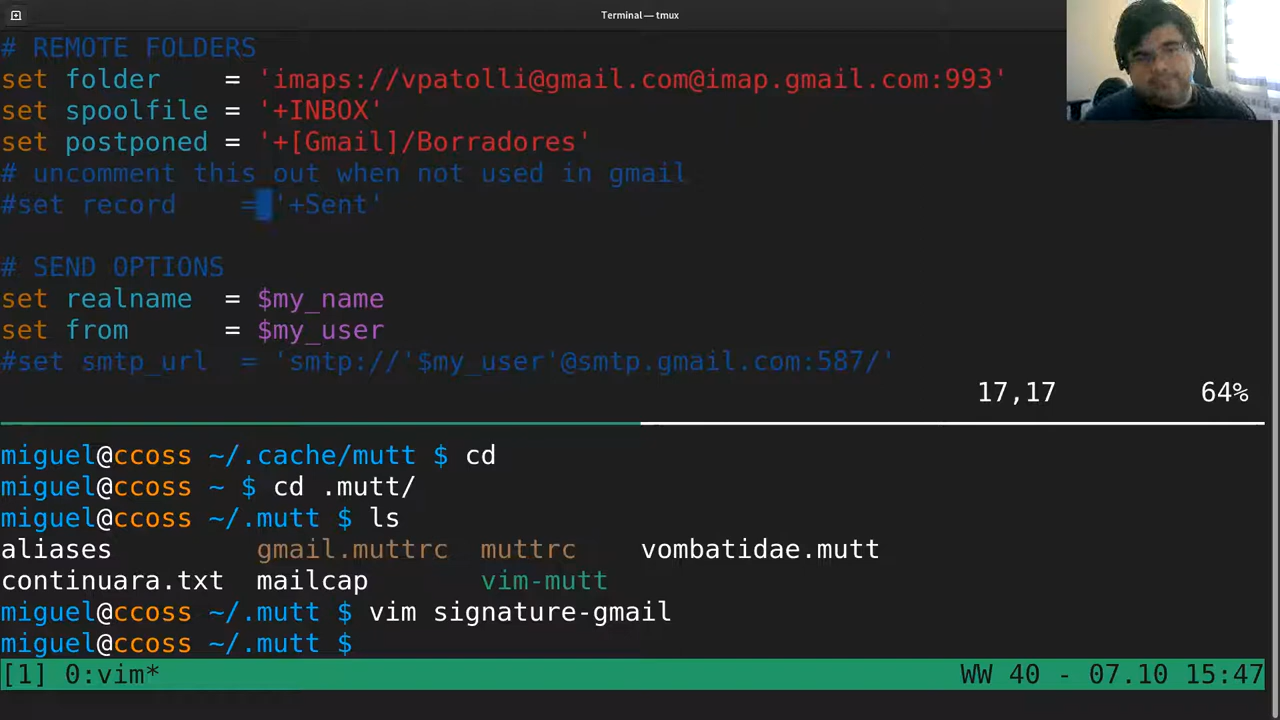 Terminal — tmux
# REMOTE FOLDERS
set folder    = 'imaps://vpatolli@gmail.com@imap.gmail.com:993'
set spoolfile = '+INBOX'
set postponed = '+[Gmail]/Borradores'
# uncomment this out when not used in gmail
#set record    = '+Sent'
# SEND OPTIONS
set realname  = $my_name
set from      = $my_user
#set smtp_url  = 'smtp://'$my_user'@smtp.gmail.com:587/'
17,17         64%
miguel@ccoss ~/.cache/mutt $ cd
miguel@ccoss ~ $ cd .mutt/
miguel@ccoss ~/.mutt $ ls
aliases         gmail.muttrc  muttrc    vombatidae.mutt
continuara.txt  mailcap       vim-mutt
miguel@ccoss ~/.mutt $ vim signature-gmail
miguel@ccoss ~/.mutt $
[1] 0:vim* WW 40 - 07.10 15:47